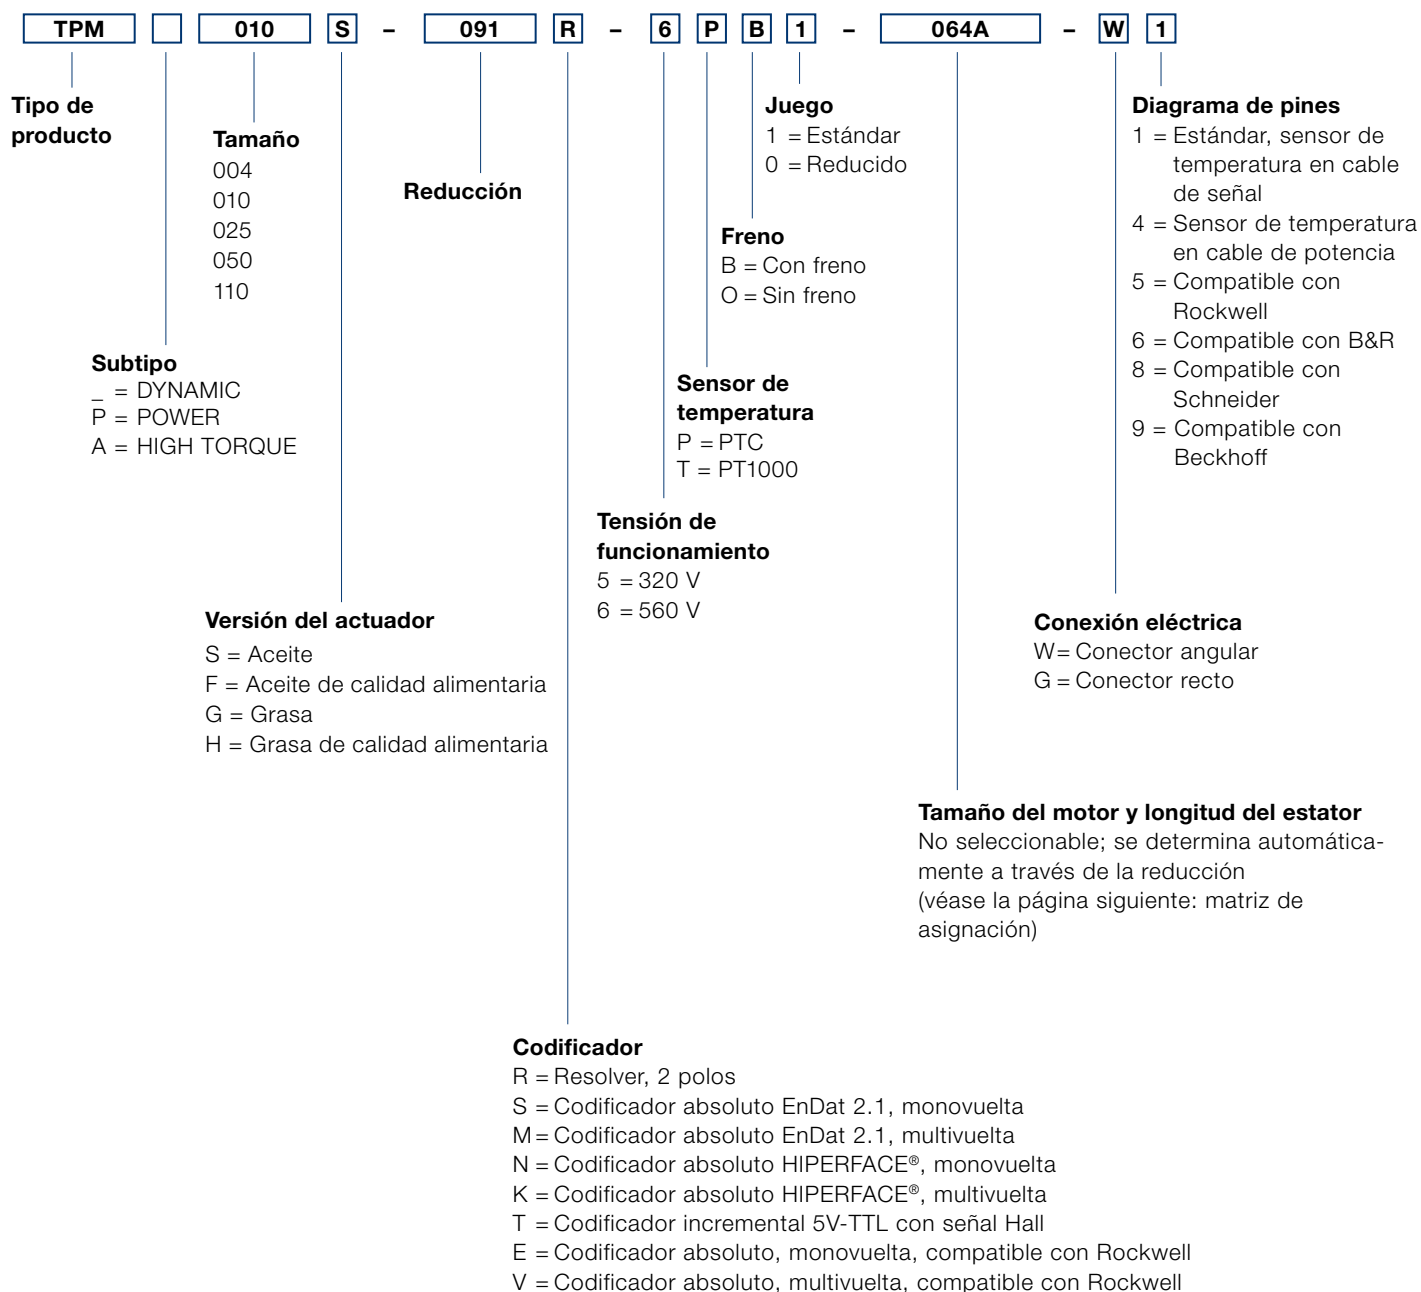 TPM 010 S – 091 R – 6 P B 1 – 064A – W 1
Tipo de
producto
Tamaño
004
010
025
050
110
Subtipo
_ = DYNAMIC
P = POWER
A = HIGH TORQUE
Versión del actuador
S = Aceite
F = Aceite de calidad alimentaria
G = Grasa
H = Grasa de calidad alimentaria
Reducción
Codificador
R = Resolver, 2 polos
S = Codificador absoluto EnDat 2.1, monovuelta
M = Codificador absoluto EnDat 2.1, multivuelta
N = Codificador absoluto HIPERFACE®, monovuelta
K = Codificador absoluto HIPERFACE®, multivuelta
T = Codificador incremental 5V-TTL con señal Hall
E = Codificador absoluto, monovuelta, compatible con Rockwell
V = Codificador absoluto, multivuelta, compatible con Rockwell
Tensión de
funcionamiento
5 = 320 V
6 = 560 V
Sensor de
temperatura
P = PTC
T = PT1000
Freno
B = Con freno
O = Sin freno
Juego
1 = Estándar
0 = Reducido
Tamaño del motor y longitud del estator
No seleccionable; se determina automática-
mente a través de la reducción
(véase la página siguiente: matriz de
asignación)
Conexión eléctrica
W= Conector angular
G = Conector recto
Diagrama de pines
1 = Estándar, sensor de
temperatura en cable
de señal
4 = Sensor de temperatura
en cable de potencia
5 = Compatible con
Rockwell
6 = Compatible con B&R
8 = Compatible con
Schneider
9 = Compatible con
Beckhoff